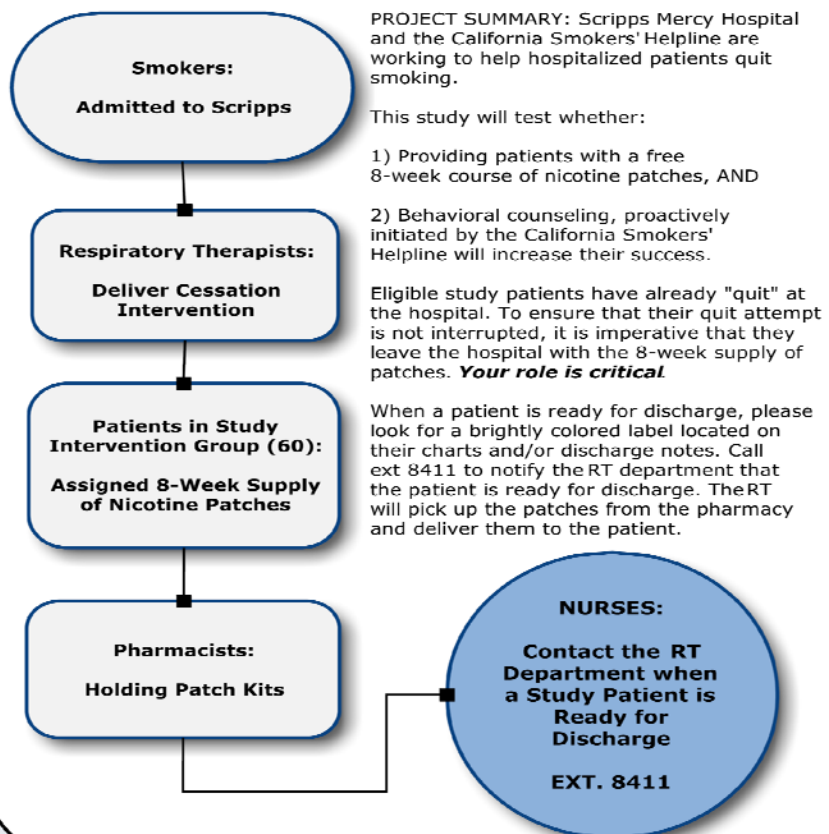 Smokers:
Admitted to Scripps
Respiratory Therapists:
Deliver Cessation
Intervention
Patients in Study
Intervention Group (60):
Assigned 8-Week Supply
of Nicotine Patches
Pharmacists:
Holding Patch Kits
PROJECT SUMMARY: Scripps Mercy Hospital
and the California Smokers' Helpline are
working to help hospitalized patients quit
smoking.
This study will test whether:
1) Providing patients with a free
8-week course of nicotine patches, AND
2) Behavioral counseling, proactively
initiated by the California Smokers'
Helpline will increase their success.
Eligible study patients have already "quit" at
the hospital. To ensure that their quit attempt
is not interrupted, it is imperative that they
leave the hospital with the 8-week supply of
patches. Your role is critical.
When a patient is ready for discharge, please
look for a brightly colored label located on
their charts and/or discharge notes. Call
ext 8411 to notify the RT department that
the patient is ready for discharge. The RT
will pick up the patches from the pharmacy
and deliver them to the patient.
NURSES:
Contact the RT
Department when
a Study Patient is
Ready for
Discharge
EXT. 8411